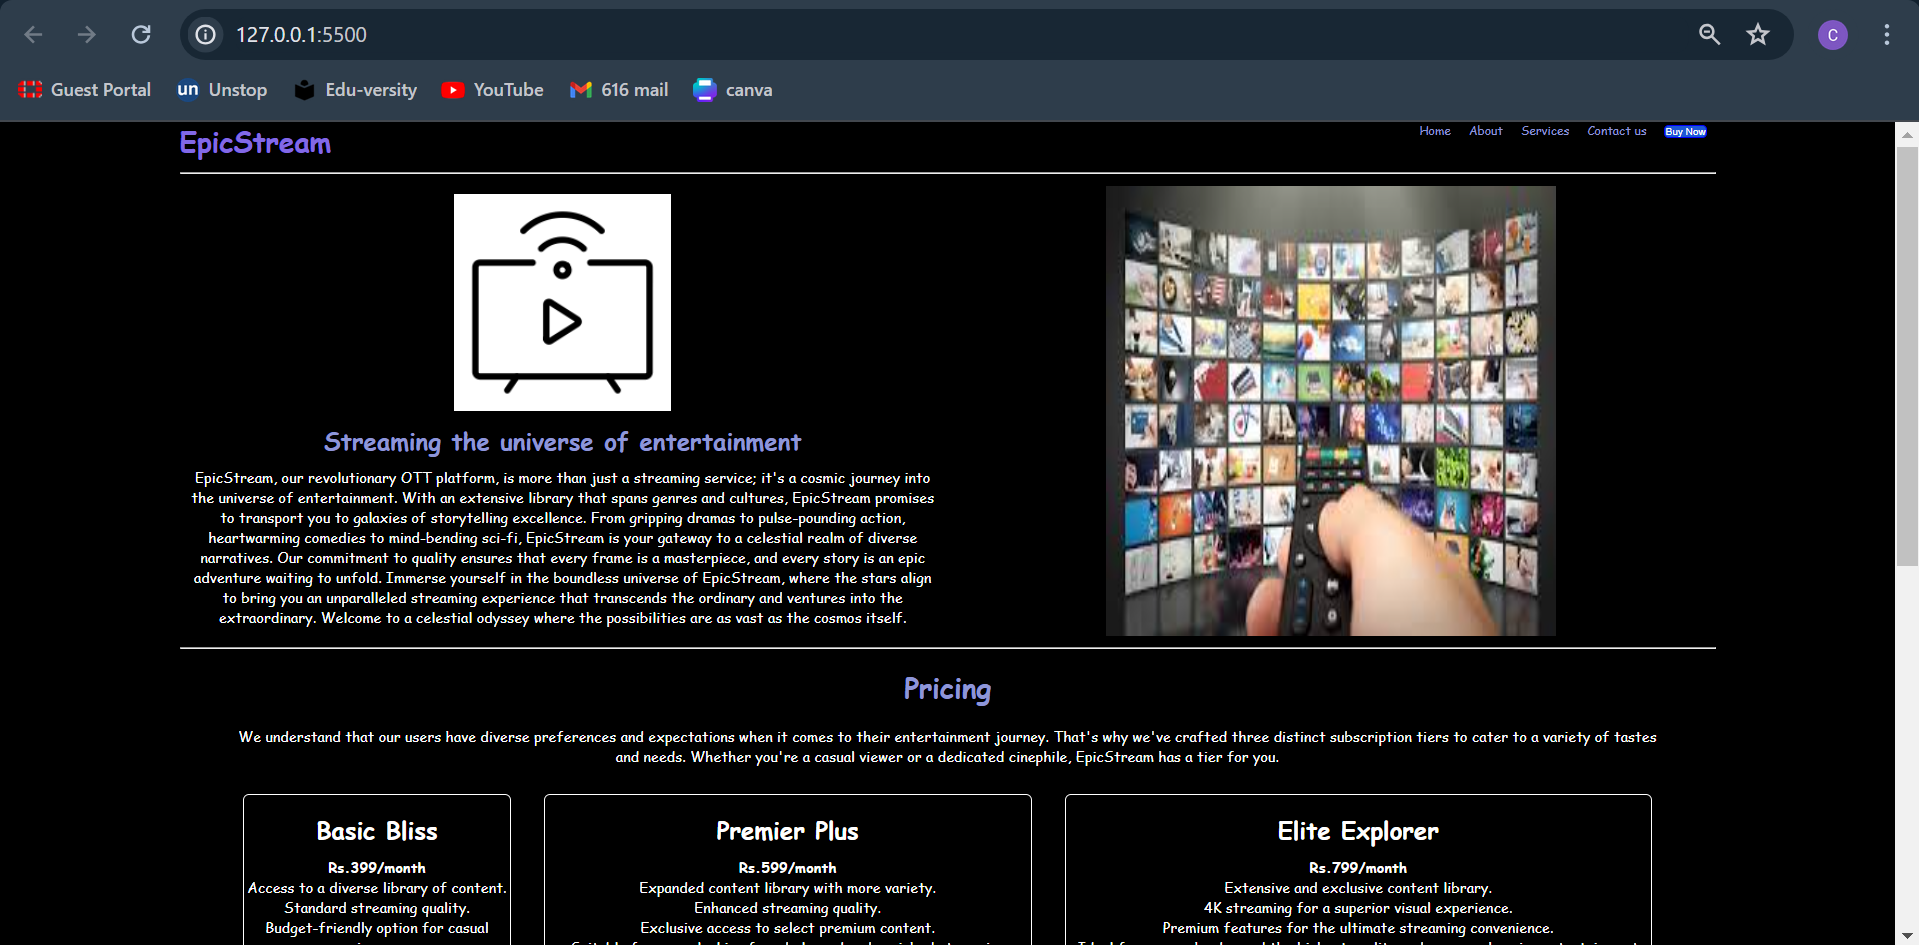 127.0.0.1:5500
C
Guest Portal
un Unstop
Edu-versity
YouTube
616 mail
canva
EpicStream
Home About Services Contact us Buy Now
Streaming the universe of entertainment
EpicStream, our revolutionary OTT platform, is more than just a streaming service; it's a cosmic journey into
the universe of entertainment. With an extensive library that spans genres and cultures, EpicStream promises
to transport you to galaxies of storytelling excellence. From gripping dramas to pulse-pounding action,
heartwarming comedies to mind-bending sci-fi, EpicStream is your gateway to a celestial realm of diverse
narratives. Our commitment to quality ensures that every frame is a masterpiece, and every story is an epic
adventure waiting to unfold. Immerse yourself in the boundless universe of EpicStream, where the stars align
to bring you an unparalleled streaming experience that transcends the ordinary and ventures into the
extraordinary. Welcome to a celestial odyssey where the possibilities are as vast as the cosmos itself.
Pricing
We understand that our users have diverse preferences and expectations when it comes to their entertainment journey. That's why we've crafted three distinct subscription tiers to cater to a variety of tastes
and needs. Whether you're a casual viewer or a dedicated cinephile, EpicStream has a tier for you.
Basic Bliss
Rs.399/month
Access to a diverse library of content.
Standard streaming quality.
Budget-friendly option for casual
Premier Plus
Rs.599/month
Expanded content library with more variety.
Enhanced streaming quality.
Exclusive access to select premium content.
Elite Explorer
Rs.799/month
Extensive and exclusive content library.
4K streaming for a superior visual experience.
Premium features for the ultimate streaming convenience.